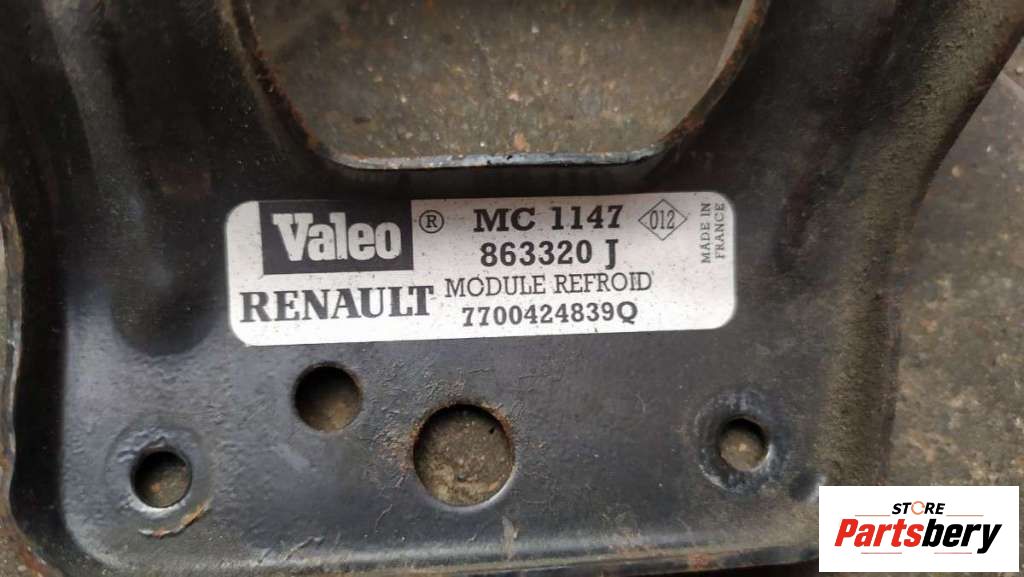 Valeo ® MC 1147 012
863320 J
MADE IN FRANCE
RENAULT MODULE REFROID
7700424839Q
STORE
Partsbery